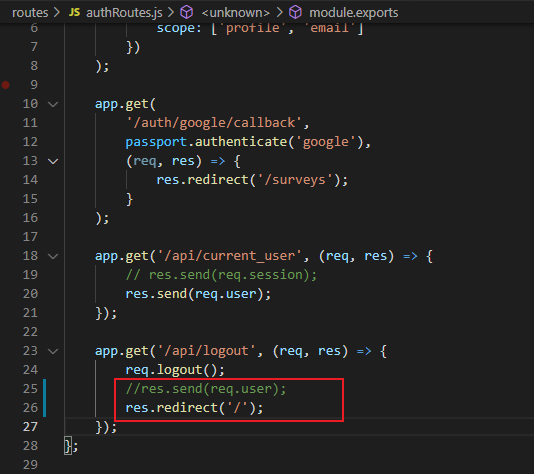 routes > JS authRoutes.js > <unknown> > module.exports
6 scope: ['profile', 'email']
7 })
8 );
9
10 app.get(
11 '/auth/google/callback',
12 passport.authenticate('google'),
13 (req, res) => {
14 res.redirect('/surveys');
15 }
16 );
17
18 app.get('/api/current_user', (req, res) => {
19 // res.send(req.session);
20 res.send(req.user);
21 });
22
23 app.get('/api/logout', (req, res) => {
24 req.logout();
25 //res.send(req.user);
26 res.redirect('/');
27 });
28 };
29